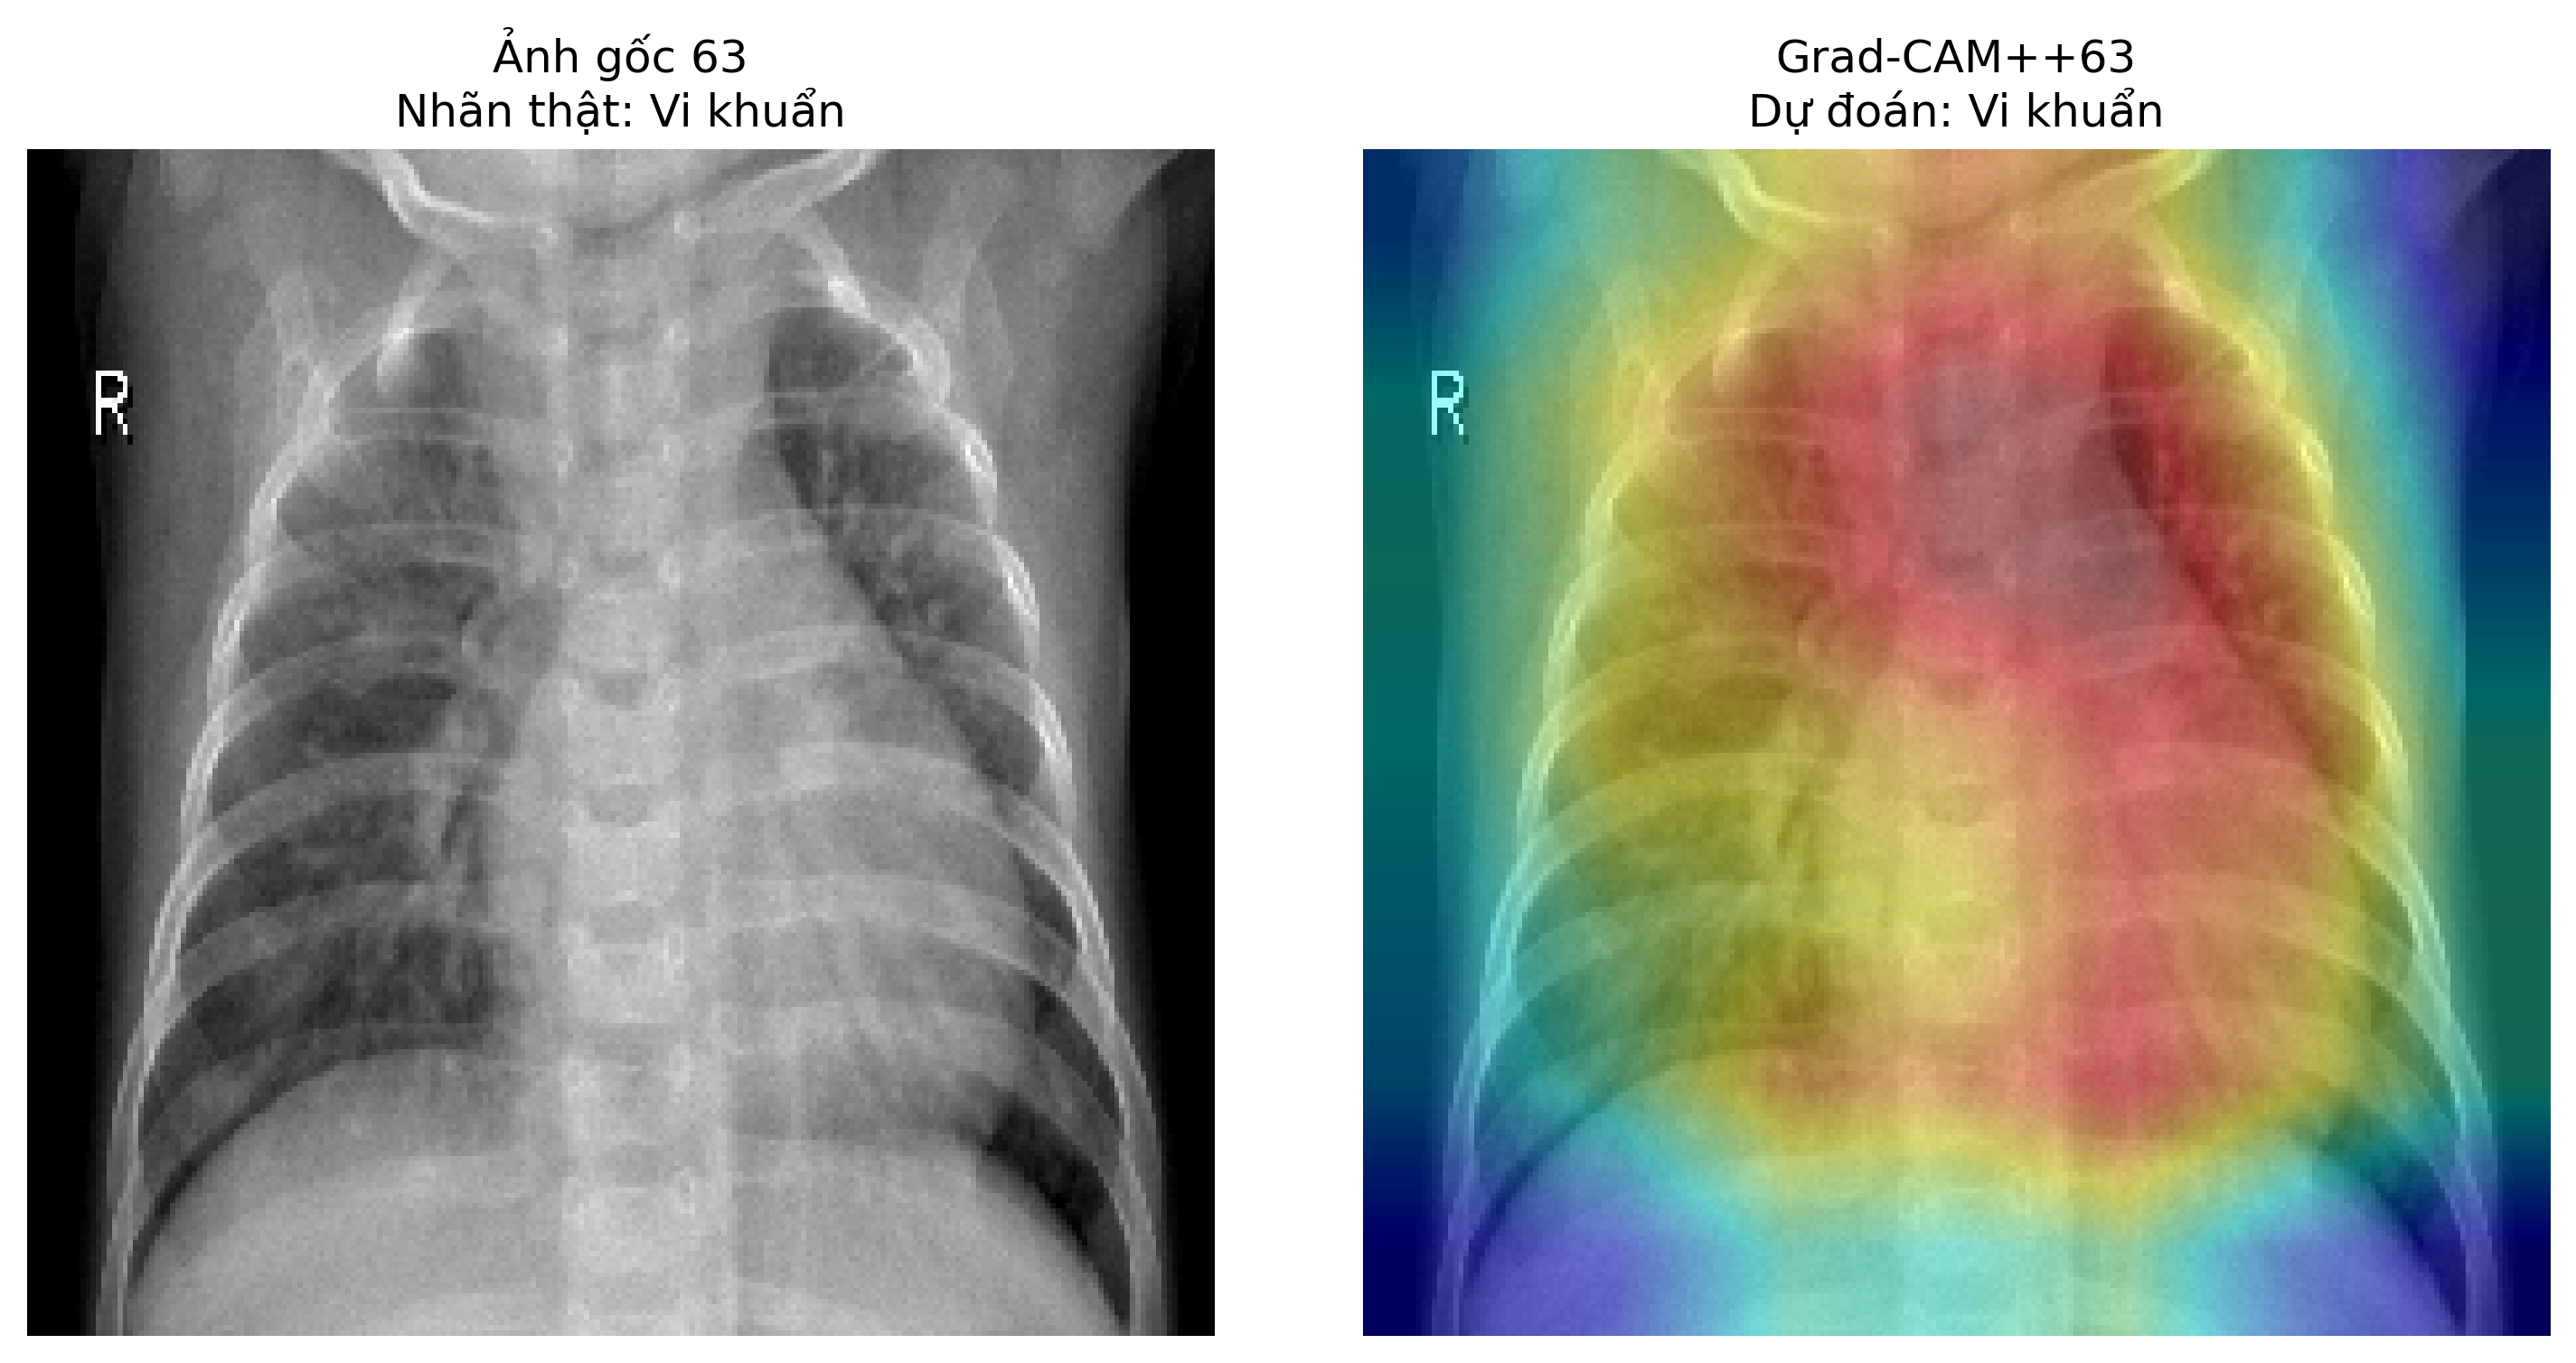 Ảnh gốc 63
Nhãn thật: Vi khuẩn
Grad-CAM++63
Dự đoán: Vi khuẩn
R
R